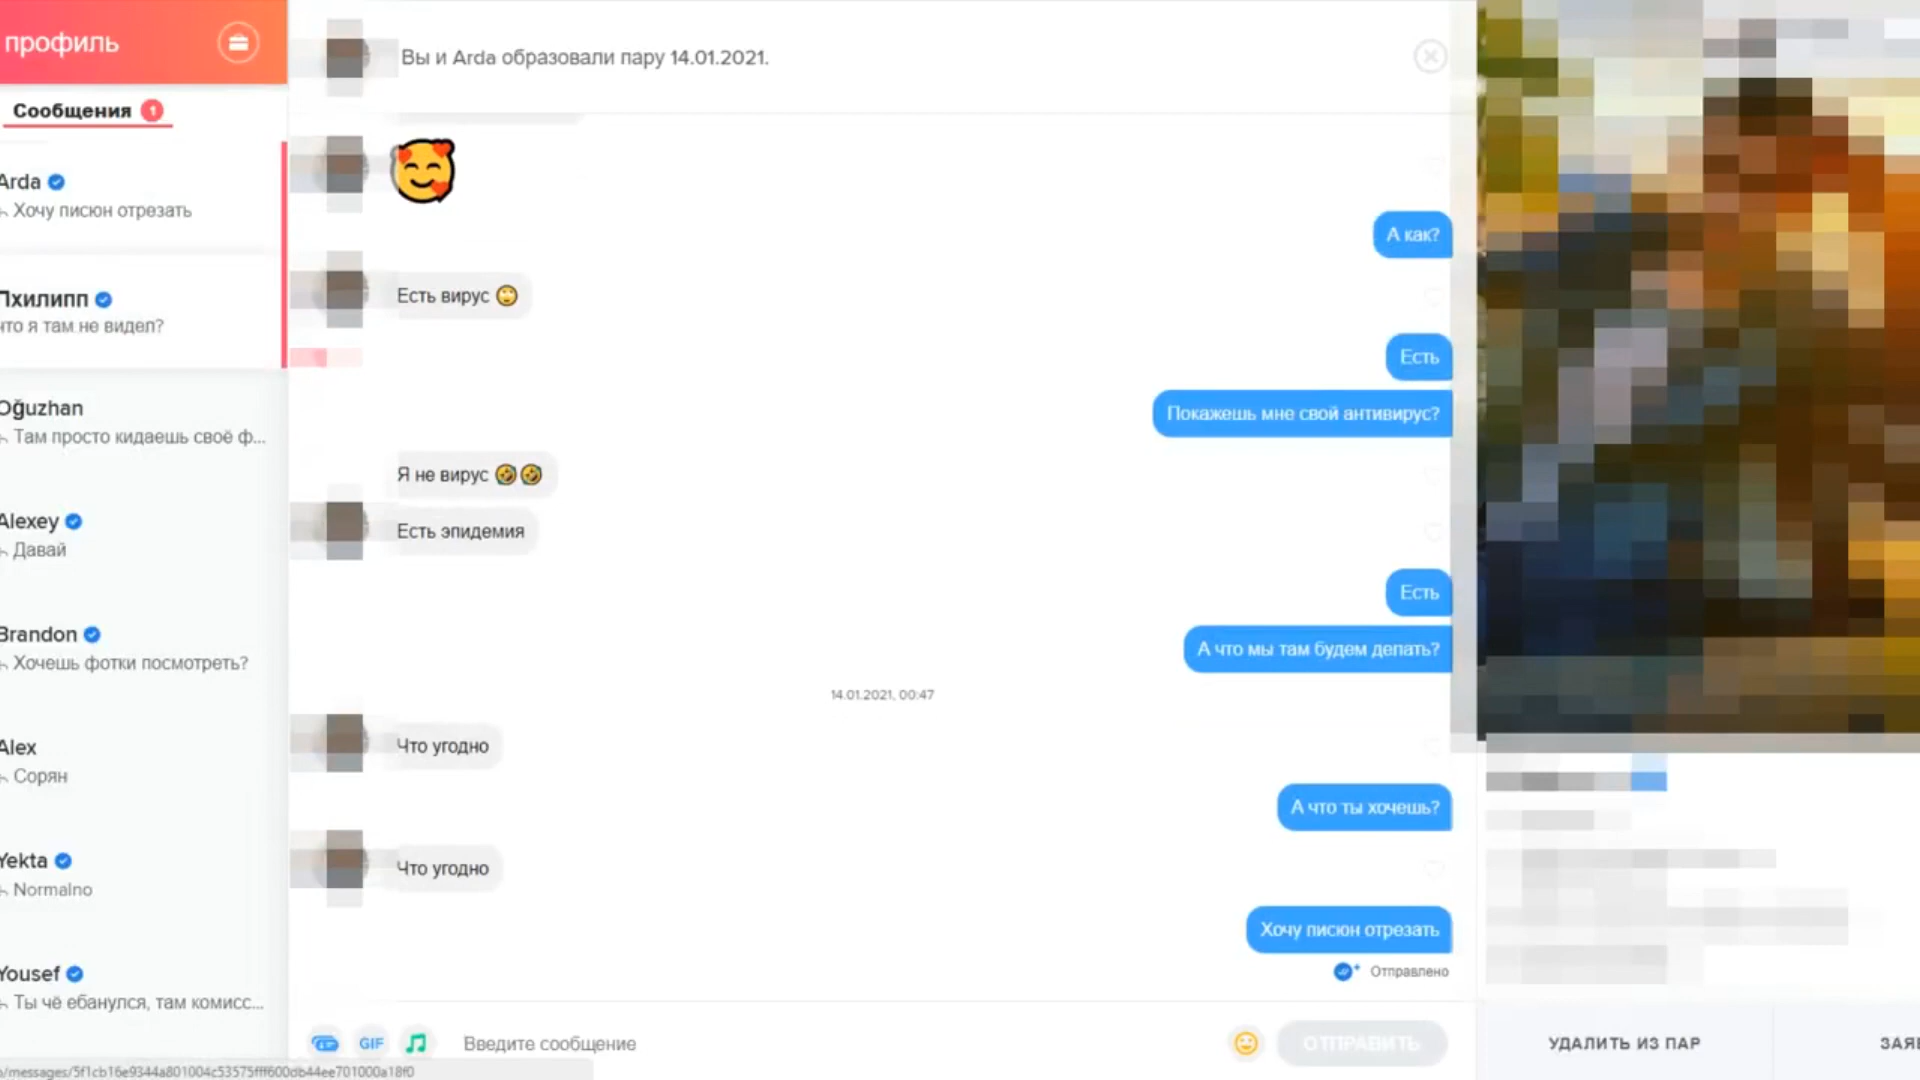 профиль
Сообщения 1
Arda
Хочу писюн отрезать
Пхилипп
что я там не видел?
Oğuzhan
Там просто кидаешь своё ф...
Alexey
Давай
Brandon
Хочешь фотки посмотреть?
Alex
Сорян
Yekta
Normalno
Yousef
Ты чё ебанулся, там комисс...
Вы и Arda образовали пару 14.01.2021.
А как?
Есть вирус
Есть
Покажешь мне свой антивирус?
Я не вирус
Есть эпидемия
Есть
А что мы там будем делать?
14.01.2021, 00:47
Что угодно
А что ты хочешь?
Что угодно
Хочу писюн отрезать
Отправлено
GIF
Введите сообщение
ОТПРАВИТЬ
УДАЛИТЬ ИЗ ПАР
ЗАЯВ